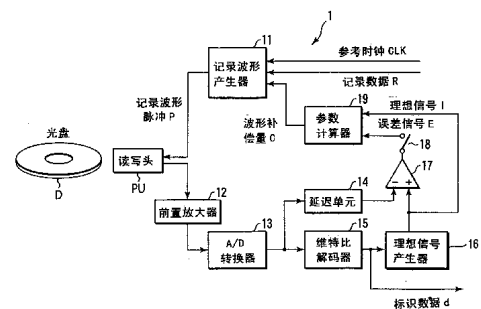 1
11
参考时钟 CLK
记录波形
产生器
记录数据 R
19
理想信号 I
记录波形
脉冲 P
波形补
偿量 C
参数
计算器
误差信号 E
18
17
光盘
D
读写头
PU
12
前置放大器
13
A/D
转换器
14
延迟单元
- +
15
维特比
解码器
理想信号
产生器
16
标识数据 d